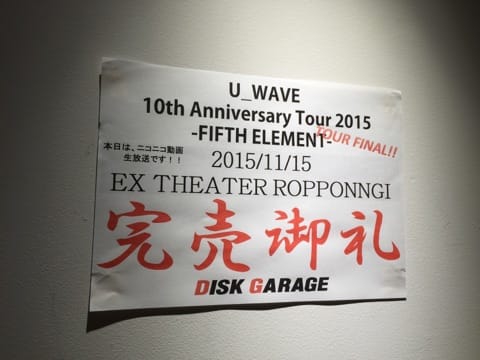 U_WAVE
10th Anniversary Tour 2015
-FIFTH ELEMENT-
TOUR FINAL!!
本日は、ニコニコ動画
生放送です！！
2015/11/15
EX THEATER ROPPONNGI
完売御礼
DISK GARAGE